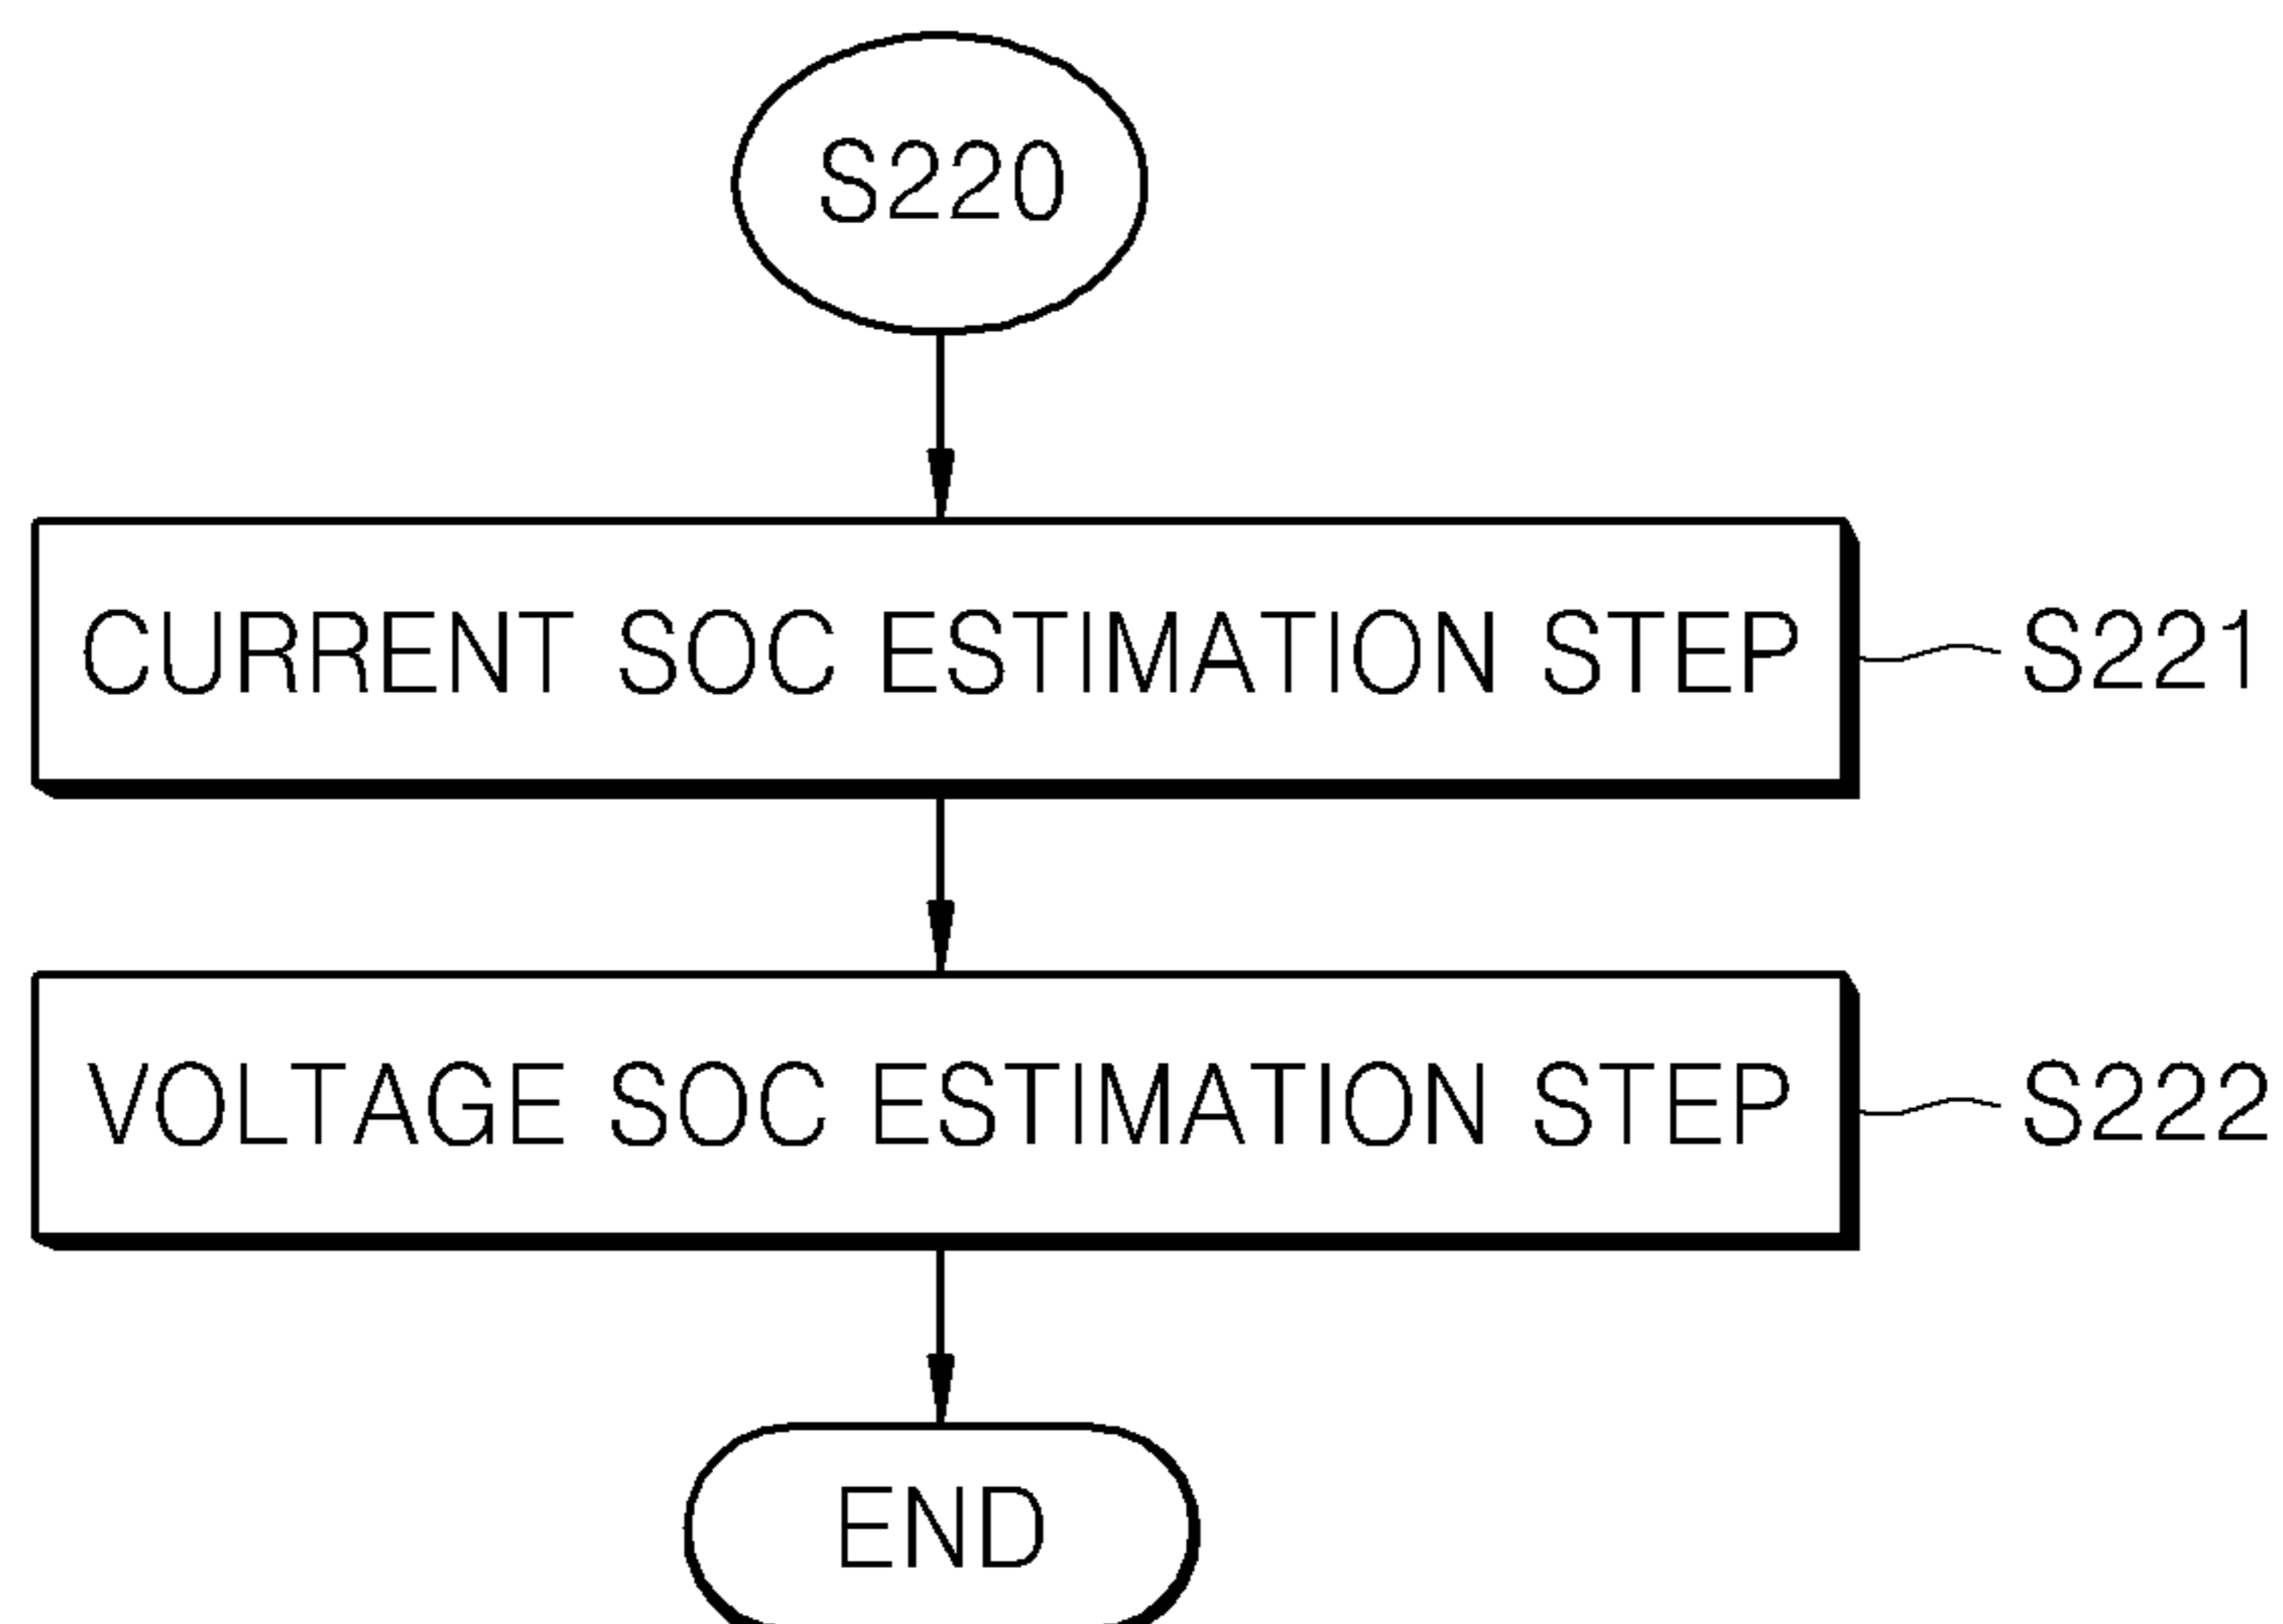 S220
CURRENT SOC ESTIMATION STEP S221
VOLTAGE SOC ESTIMATION STEP S222
END